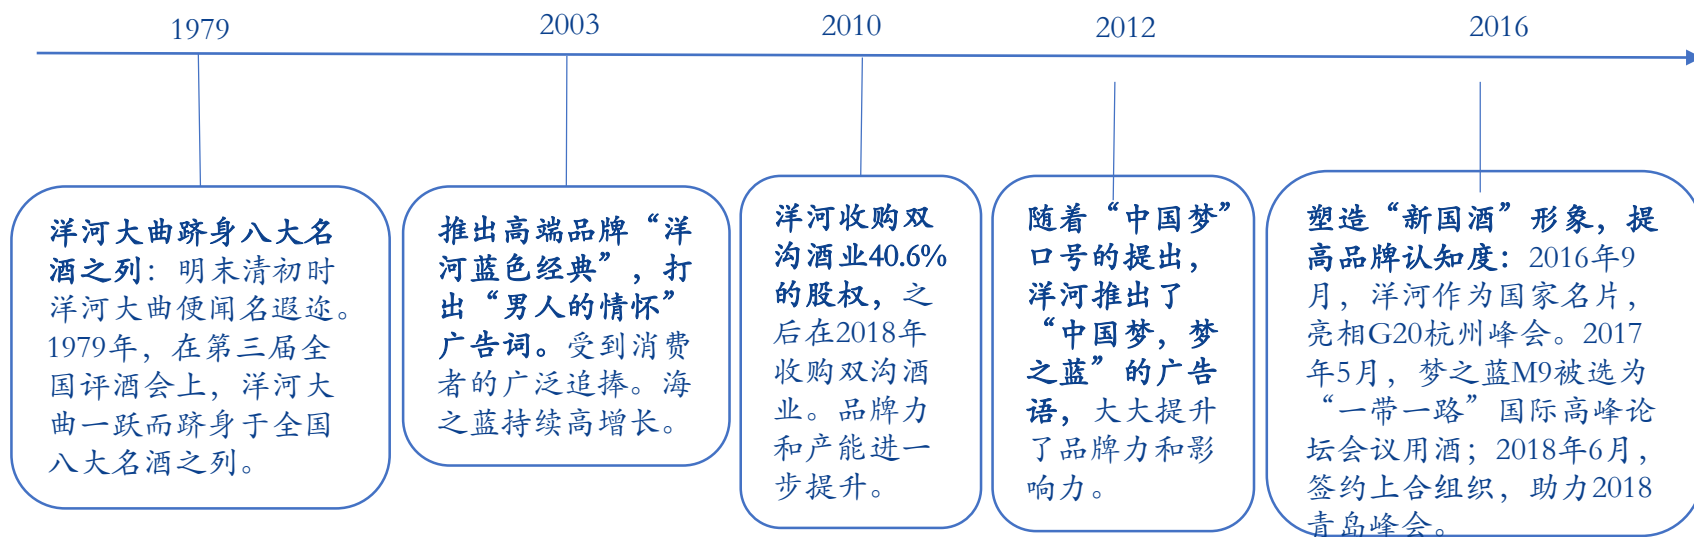 1979
2003
2010
2012
2016
洋河大曲跻身八大名
酒之列：明末清初时
洋河大曲便闻名遐迩。
1979年，在第三届全
国评酒会上，洋河大
曲一跃而跻身于全国
八大名酒之列。
推出高端品牌“洋
河蓝色经典”，打
出“男人的情怀”
广告词。受到消费
者的广泛追捧。海
之蓝持续高增长。
洋河收购双
沟酒业40.6%
的股权，之
后在2018年
收购双沟酒
业。品牌力
和产能进一
步提升。
随着“中国梦”
口号的提出，
洋河推出了
“中国梦，梦
之蓝”的广告
语，大大提升
了品牌力和影
响力。
塑造“新国酒”形象，提
高品牌认知度：2016年9
月，洋河作为国家名片，
亮相G20杭州峰会。2017
年5月，梦之蓝M9被选为
“一带一路”国际高峰论
坛会议用酒；2018年6月，
签约上合组织，助力2018
青岛峰会。